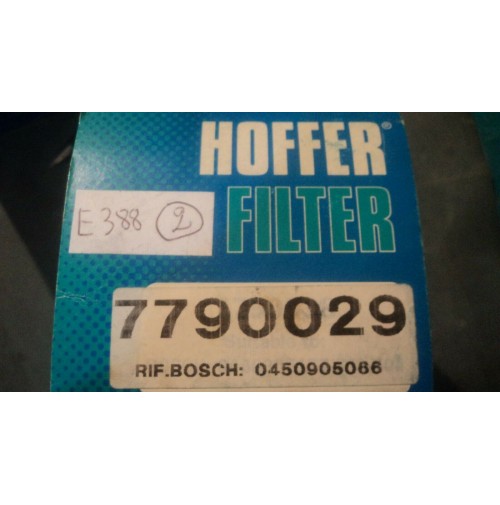 HOFFER®
FILTER
E388 2
7790029
RIF.BOSCH: 0450905066